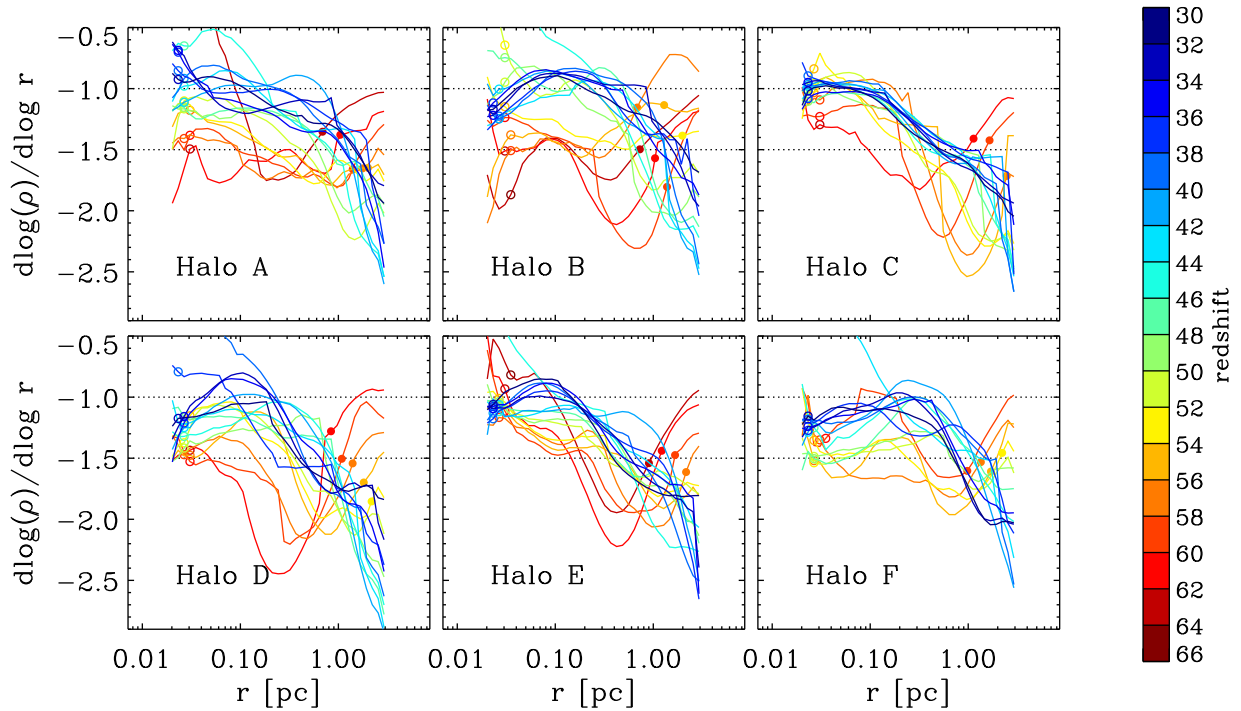 −0.5
−1.0
−1.5
−2.0
−2.5
dlog(ρ)/dlog r
Halo A
Halo B
Halo C
−0.5
−1.0
−1.5
−2.0
−2.5
dlog(ρ)/dlog r
Halo D
Halo E
Halo F
0.01 0.10 1.00
0.01 0.10 1.00
0.01 0.10 1.00
r [pc]
r [pc]
r [pc]
30
32
34
36
38
40
42
44
46
48
50
52
54
56
58
60
62
64
66
redshift